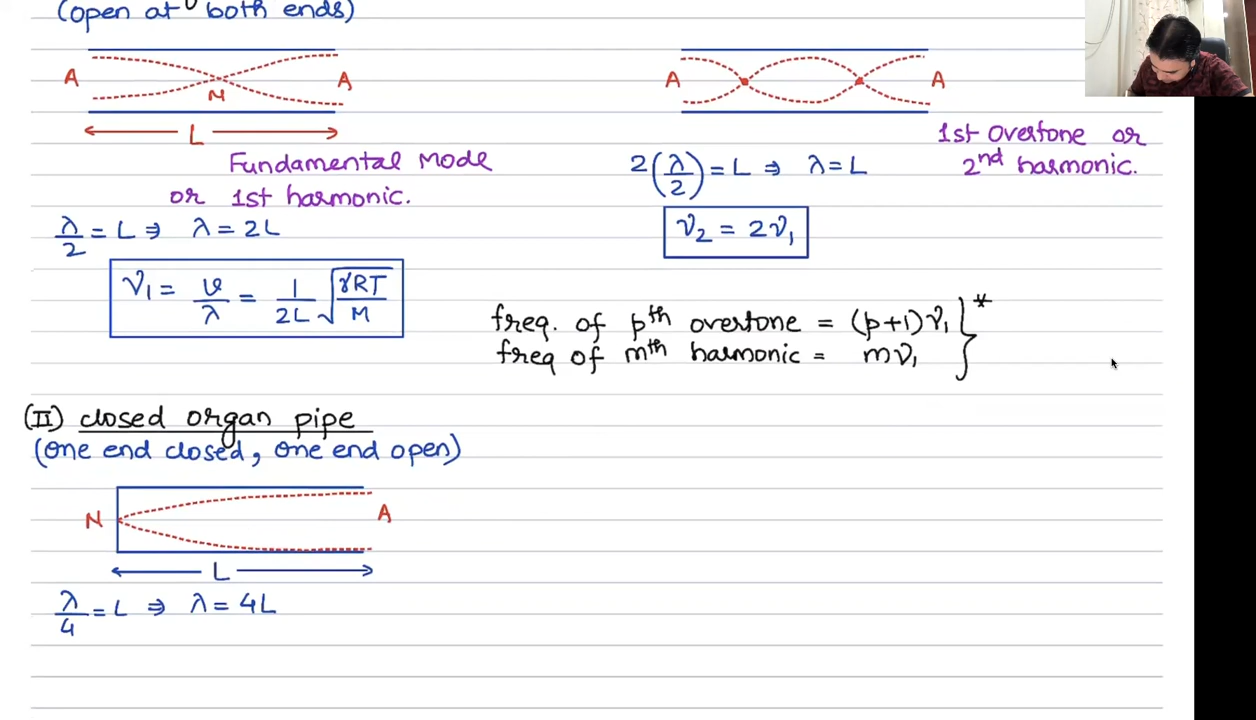 (open at both ends)
A N A
L
Fundamental Mode
or 1st harmonic.
λ/2 = L ⇒ λ = 2L
ν₁ = v/λ = 1/2L √(γRT/M)
A A
1st Overtone or
2nd harmonic.
2(λ/2) = L ⇒ λ = L
ν₂ = 2ν₁
freq. of pth overtone = (p+1)ν₁ } *
freq of mth harmonic = mν₁
(II) closed organ pipe
(One end closed, One end open)
N A
L
λ/4 = L ⇒ λ = 4L